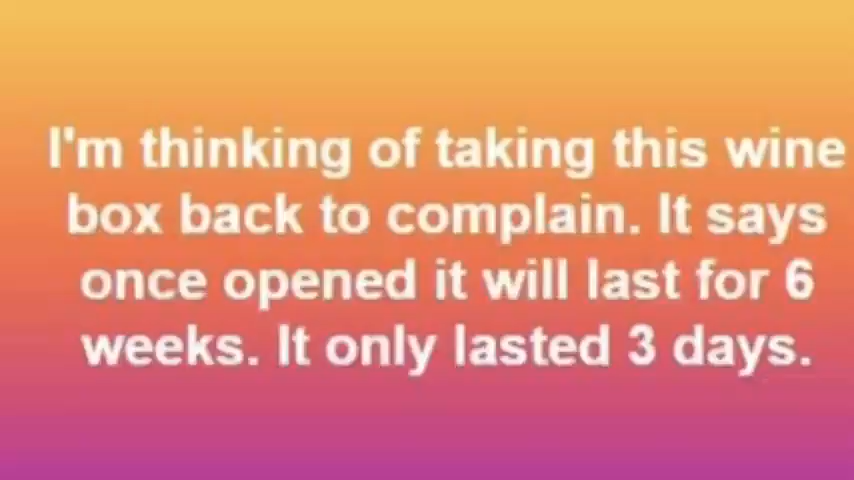 I'm thinking of taking this wine
box back to complain. It says
once opened it will last for 6
weeks. It only lasted 3 days.